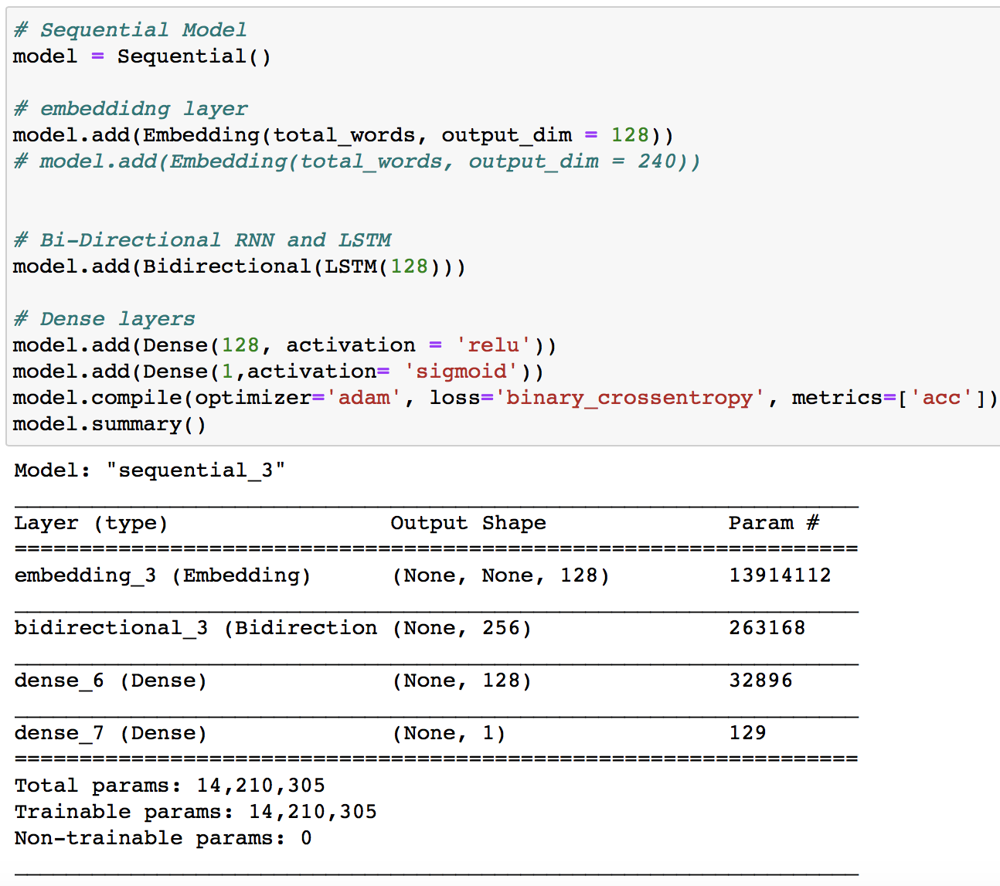 # Sequential Model
model = Sequential()
# embeddidng layer
model.add(Embedding(total_words, output_dim = 128))
# model.add(Embedding(total_words, output_dim = 240))
# Bi-Directional RNN and LSTM
model.add(Bidirectional(LSTM(128)))
# Dense layers
model.add(Dense(128, activation = 'relu'))
model.add(Dense(1,activation= 'sigmoid'))
model.compile(optimizer='adam', loss='binary_crossentropy', metrics=['acc'])
model.summary()
Model: "sequential_3"
_________________________________________________________________
Layer (type)                 Output Shape              Param #
=================================================================
embedding_3 (Embedding)      (None, None, 128)         13914112
_________________________________________________________________
bidirectional_3 (Bidirection (None, 256)               263168
_________________________________________________________________
dense_6 (Dense)              (None, 128)               32896
_________________________________________________________________
dense_7 (Dense)              (None, 1)                 129
=================================================================
Total params: 14,210,305
Trainable params: 14,210,305
Non-trainable params: 0
_________________________________________________________________